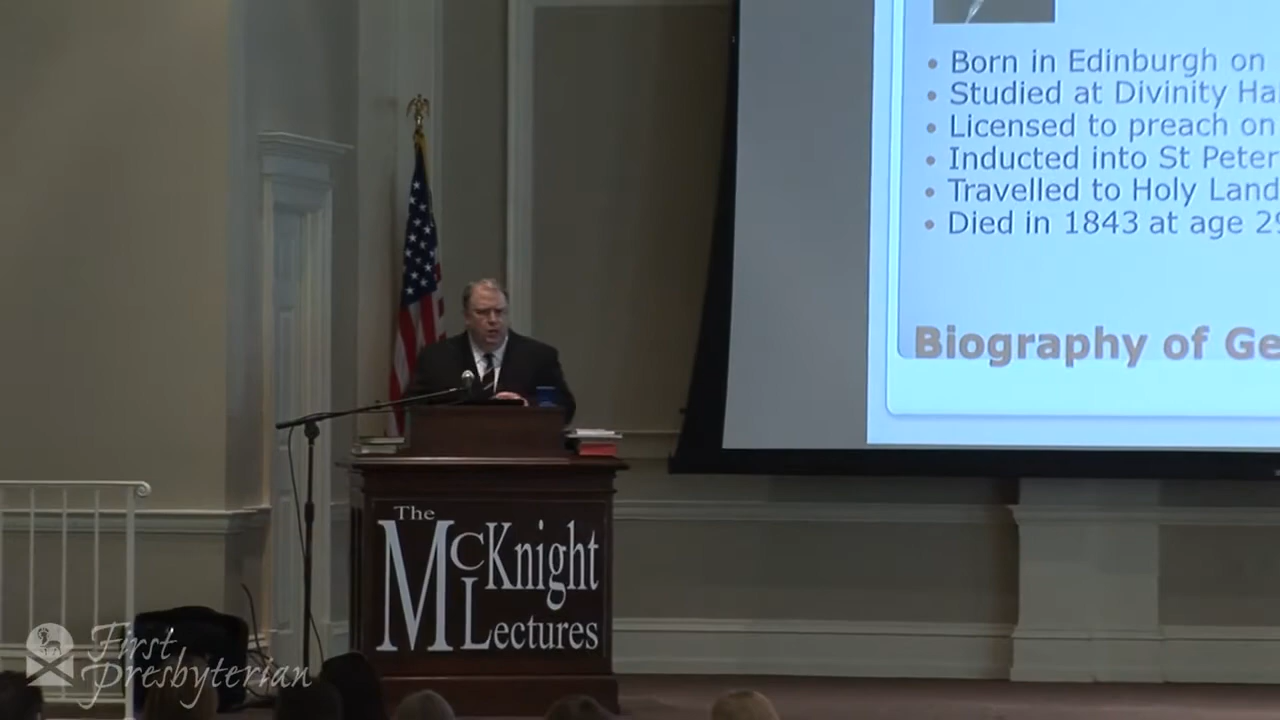 Born in Edinburgh on
Studied at Divinity Ha
Licensed to preach on
Inducted into St Peter
Travelled to Holy Land
Died in 1843 at age 29
Biography of Ge
The
McKnight
Lectures
First
Presbyterian